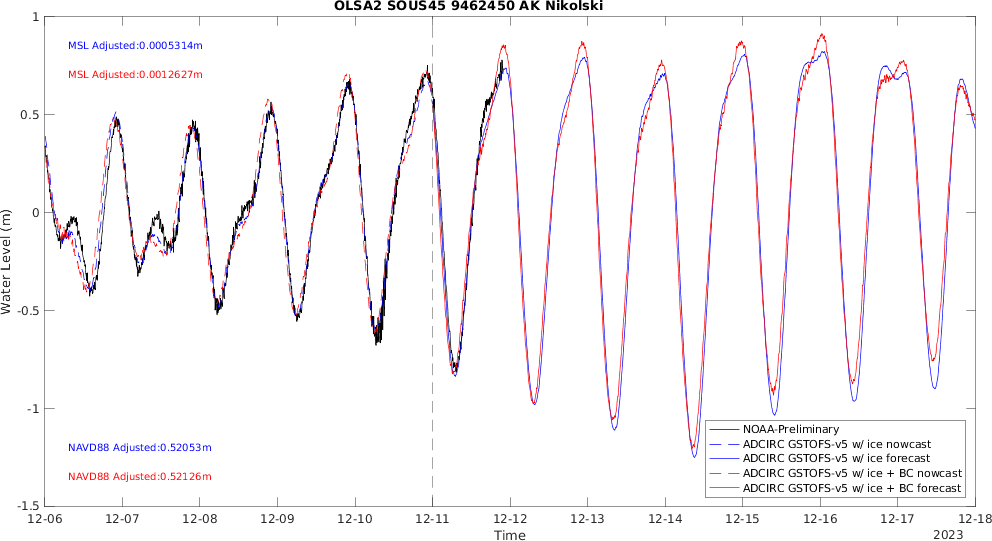 OLSA2 SOUS45 9462450 AK Nikolski
MSL Adjusted:0.0005314m
MSL Adjusted:0.0012627m
NAVD88 Adjusted:0.52053m
NAVD88 Adjusted:0.52126m
Water Level (m)
1
0.5
0
-0.5
-1
-1.5
NOAA-Preliminary
ADCIRC GSTOFS-v5 w/ ice nowcast
ADCIRC GSTOFS-v5 w/ ice forecast
ADCIRC GSTOFS-v5 w/ ice + BC nowcast
ADCIRC GSTOFS-v5 w/ ice + BC forecast
12-06 12-07 12-08 12-09 12-10 12-11 12-12 12-13 12-14 12-15 12-16 12-17 12-18
Time
2023